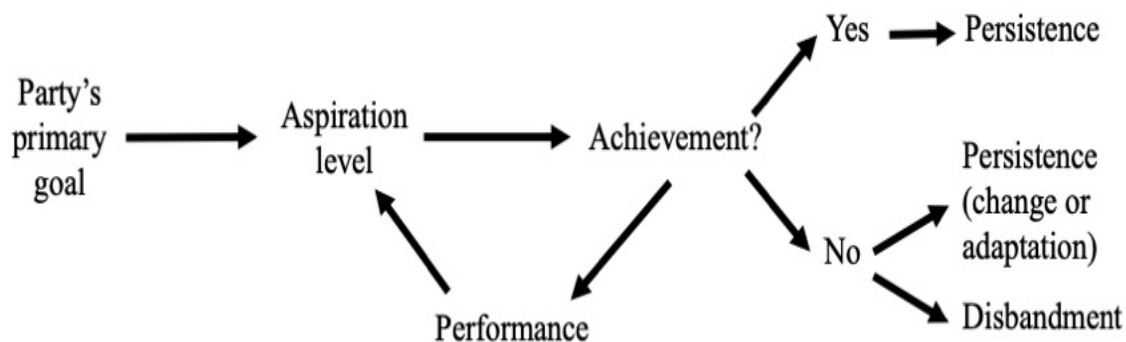 Party's
primary
goal
Aspiration
level
Achievement?
Yes
Persistence
No
Persistence
(change or
adaptation)
Disbandment
Performance